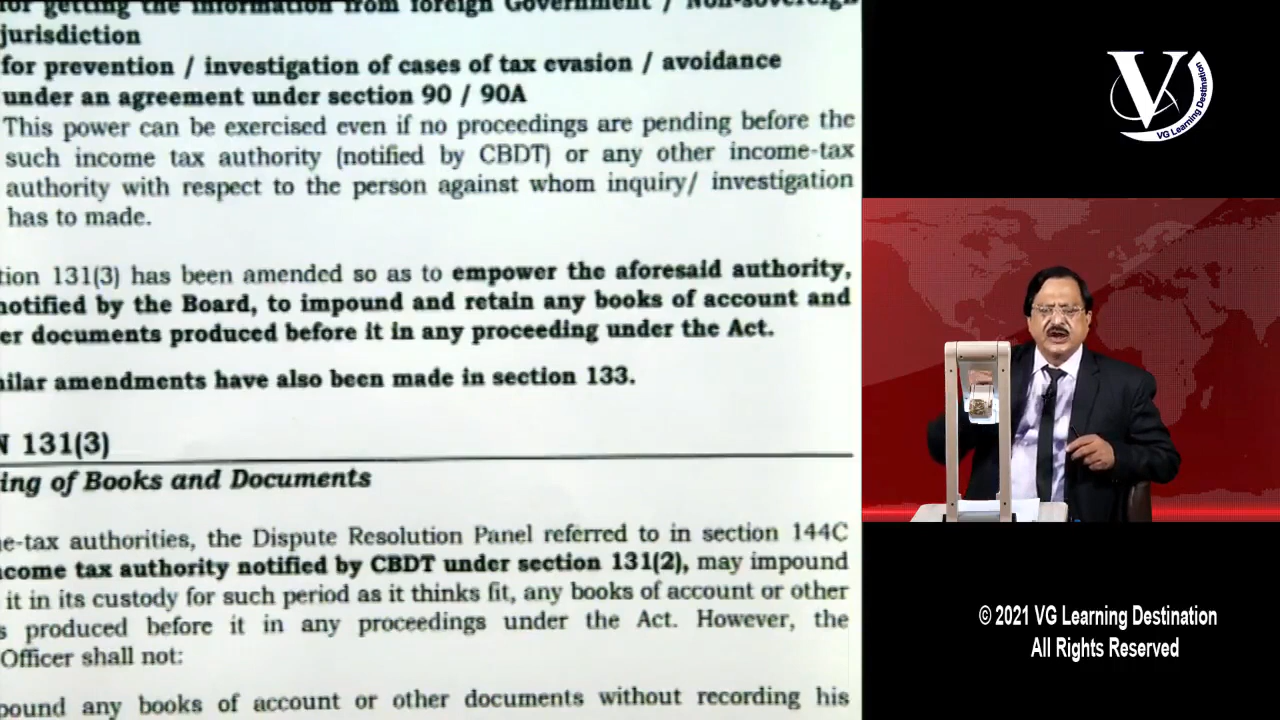 for getting the information from foreign Government / Non-sovereign
jurisdiction
for prevention / investigation of cases of tax evasion / avoidance
under an agreement under section 90 / 90A
This power can be exercised even if no proceedings are pending before the
such income tax authority (notified by CBDT) or any other income-tax
authority with respect to the person against whom inquiry/ investigation
has to made.
tion 131(3) has been amended so as to empower the aforesaid authority,
notified by the Board, to impound and retain any books of account and
er documents produced before it in any proceeding under the Act.
nilar amendments have also been made in section 133.
N 131(3)
ing of Books and Documents
e-tax authorities, the Dispute Resolution Panel referred to in section 144C
ncome tax authority notified by CBDT under section 131(2), may impound
it in its custody for such period as it thinks fit, any books of account or other
s produced before it in any proceedings under the Act. However, the
Officer shall not:
pound any books of account or other documents without recording his
V
VG Learning Destination
© 2021 VG Learning Destination
All Rights Reserved